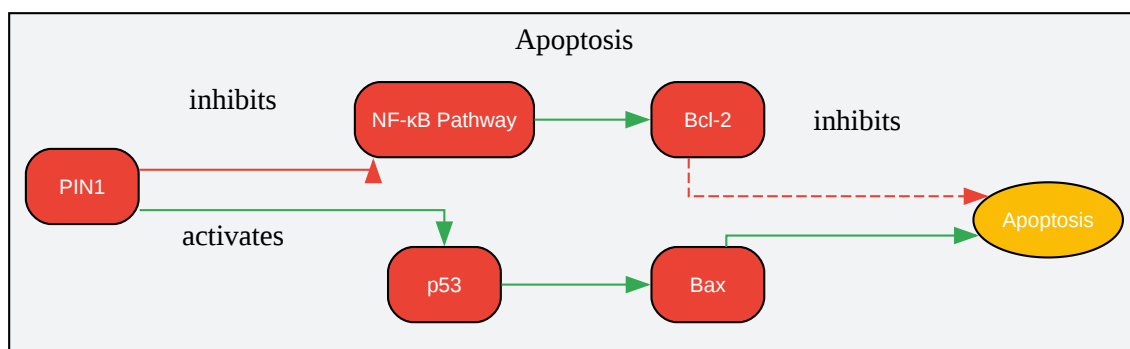 Apoptosis
inhibits
NF-κB Pathway
Bcl-2
inhibits
PIN1
Apoptosis
activates
p53
Bax